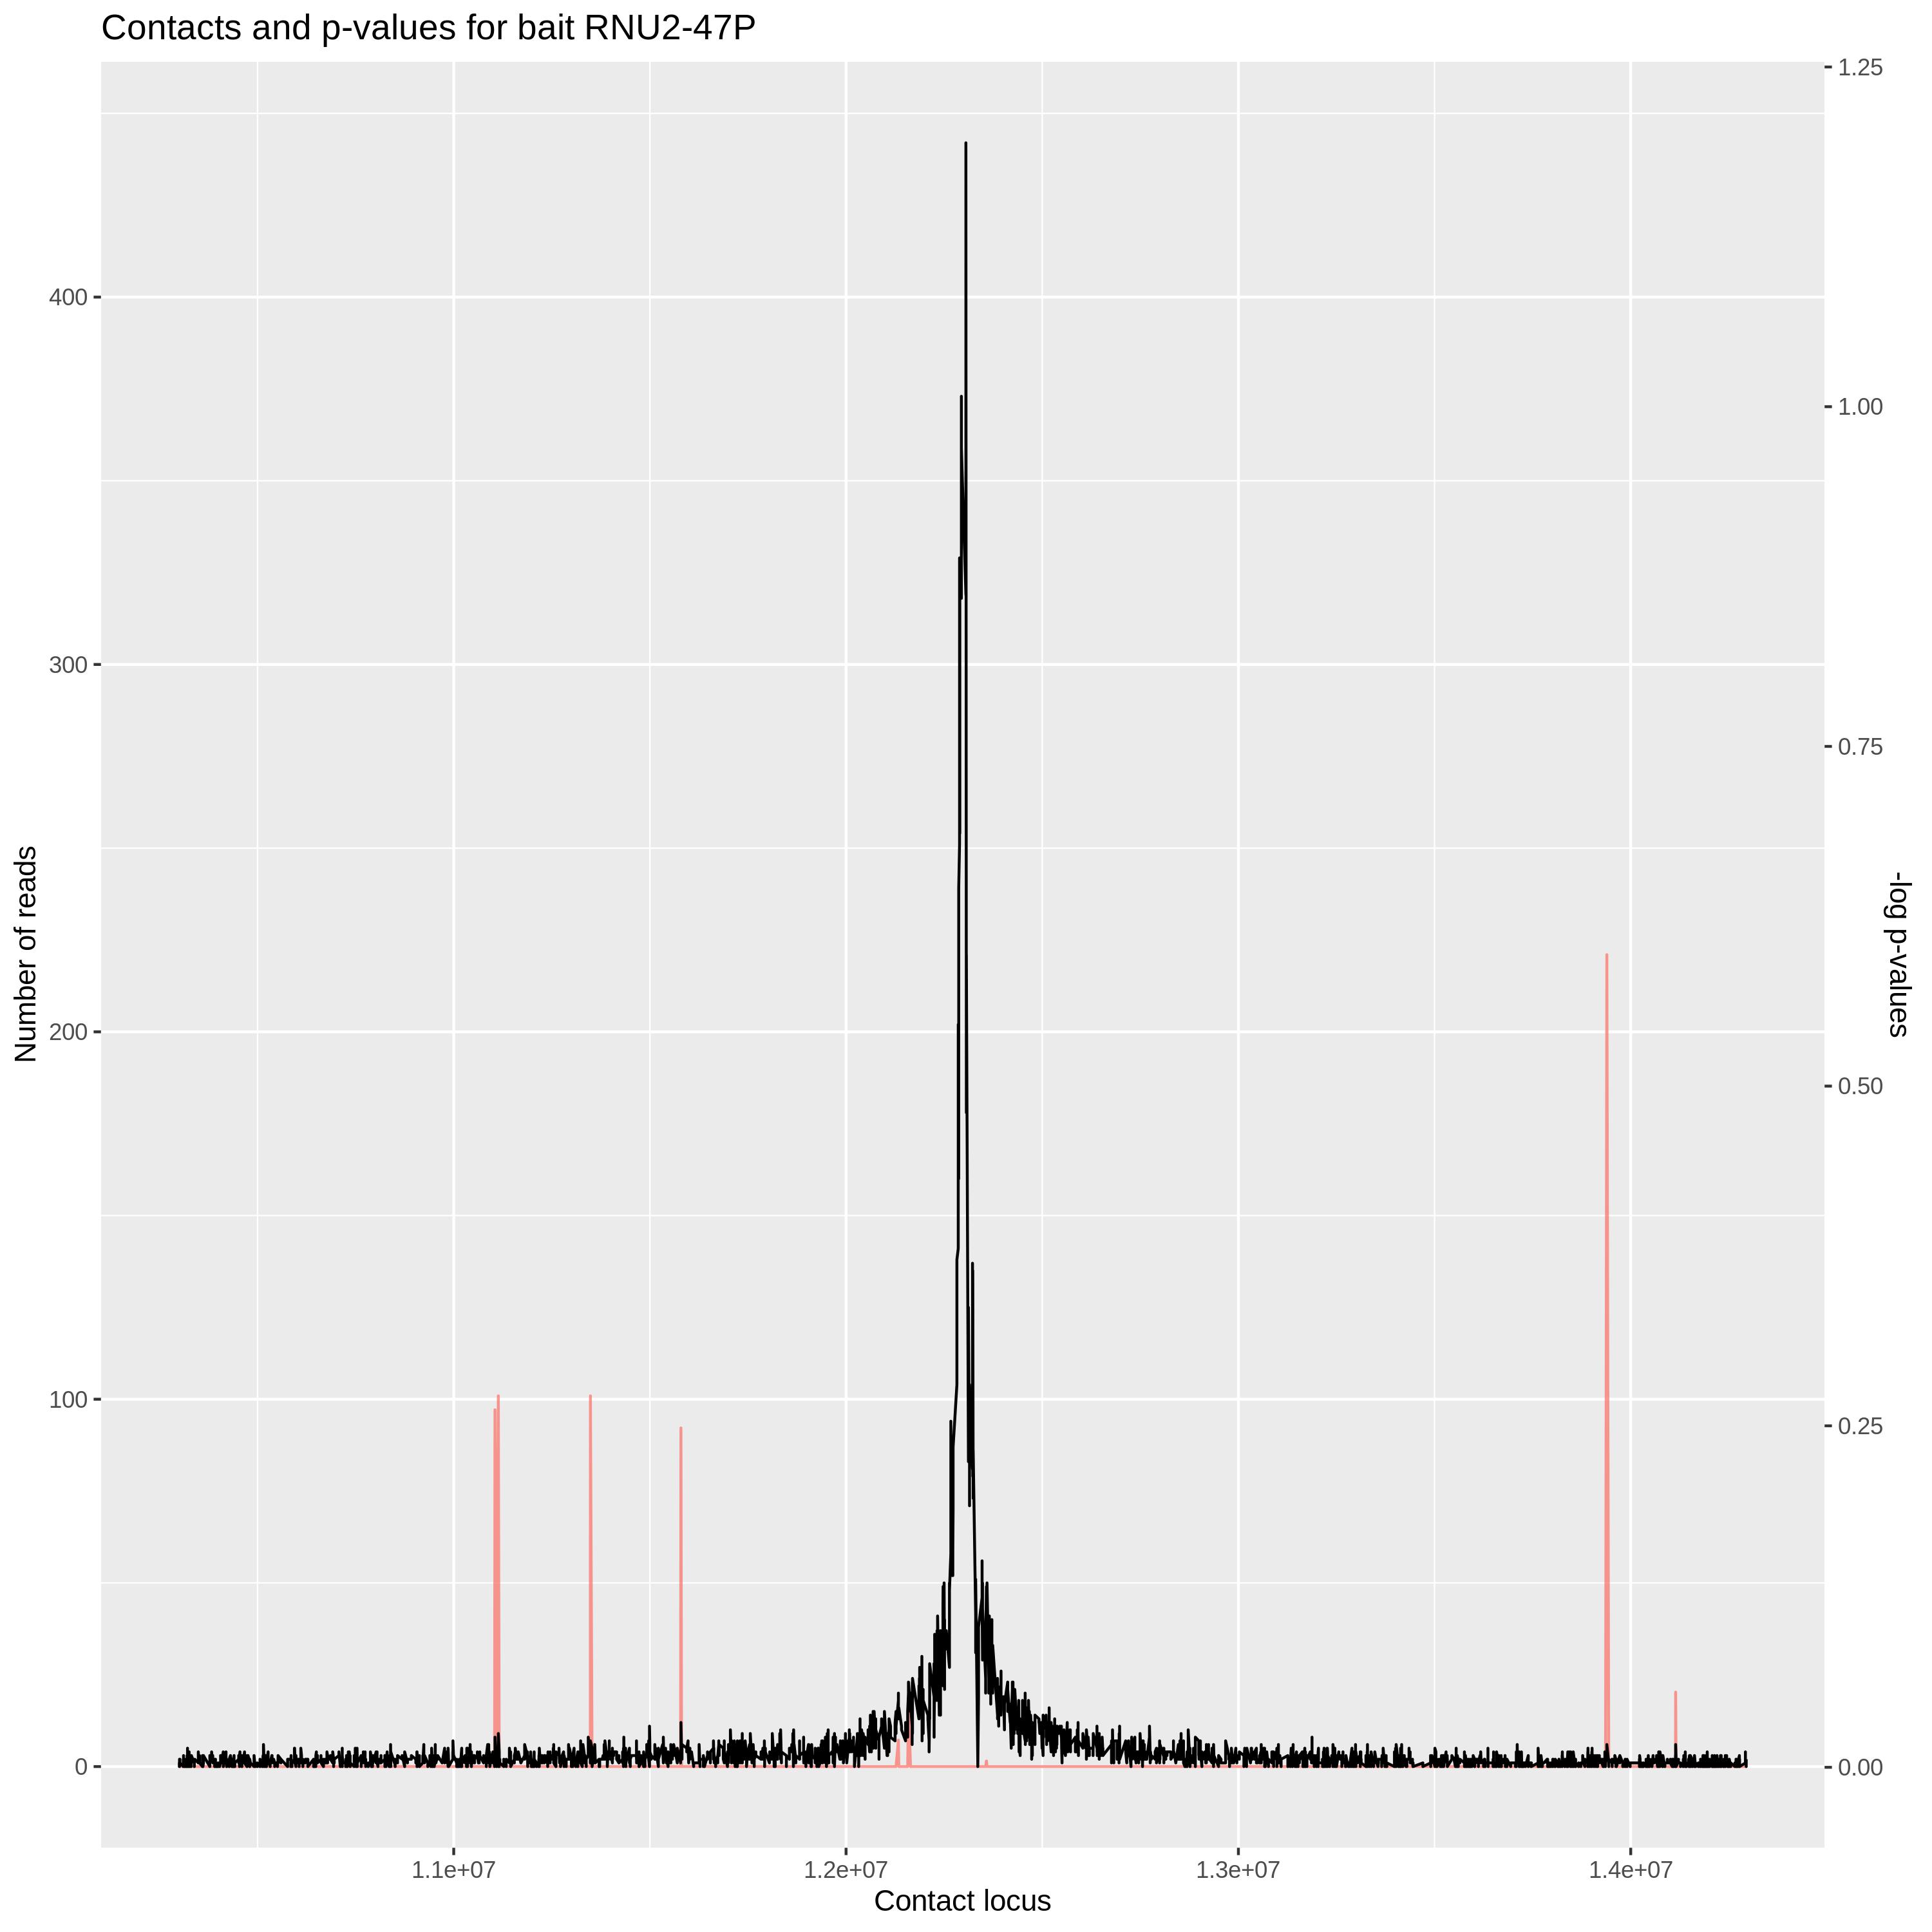 Contacts and p-values for bait RNU2-47P
1.25
400
1.00
300
0.75
Number of reads
-log p-values
200
0.50
100
0.25
0
0.00
1.1e+07
1.2e+07
1.3e+07
1.4e+07
Contact locus